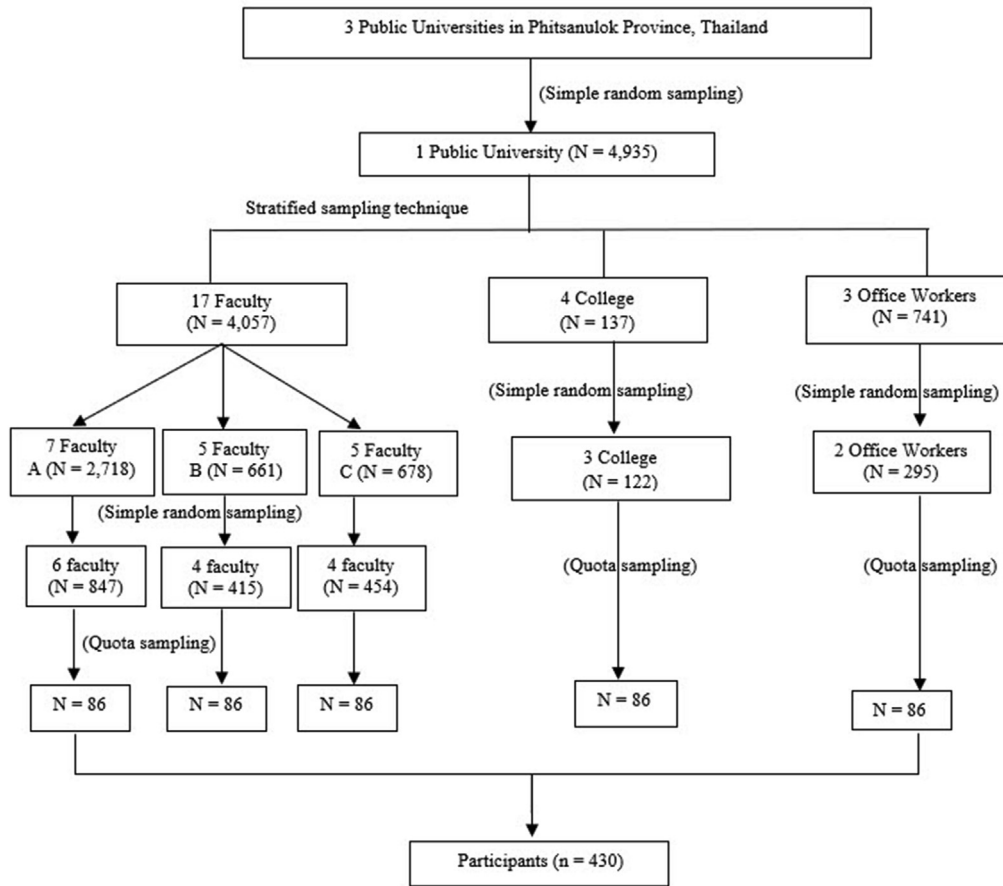 3 Public Universities in Phitsanulok Province, Thailand
(Simple random sampling)
1 Public University (N = 4,935)
Stratified sampling technique
17 Faculty
(N = 4,057)
4 College
(N = 137)
3 Office Workers
(N = 741)
(Simple random sampling)
(Simple random sampling)
7 Faculty
A (N = 2,718)
5 Faculty
B (N = 661)
5 Faculty
C (N = 678)
3 College
(N = 122)
2 Office Workers
(N = 295)
(Simple random sampling)
6 faculty
(N = 847)
4 faculty
(N = 415)
4 faculty
(N = 454)
(Quota sampling)
(Quota sampling)
(Quota sampling)
N = 86
N = 86
N = 86
N = 86
N = 86
Participants (n = 430)